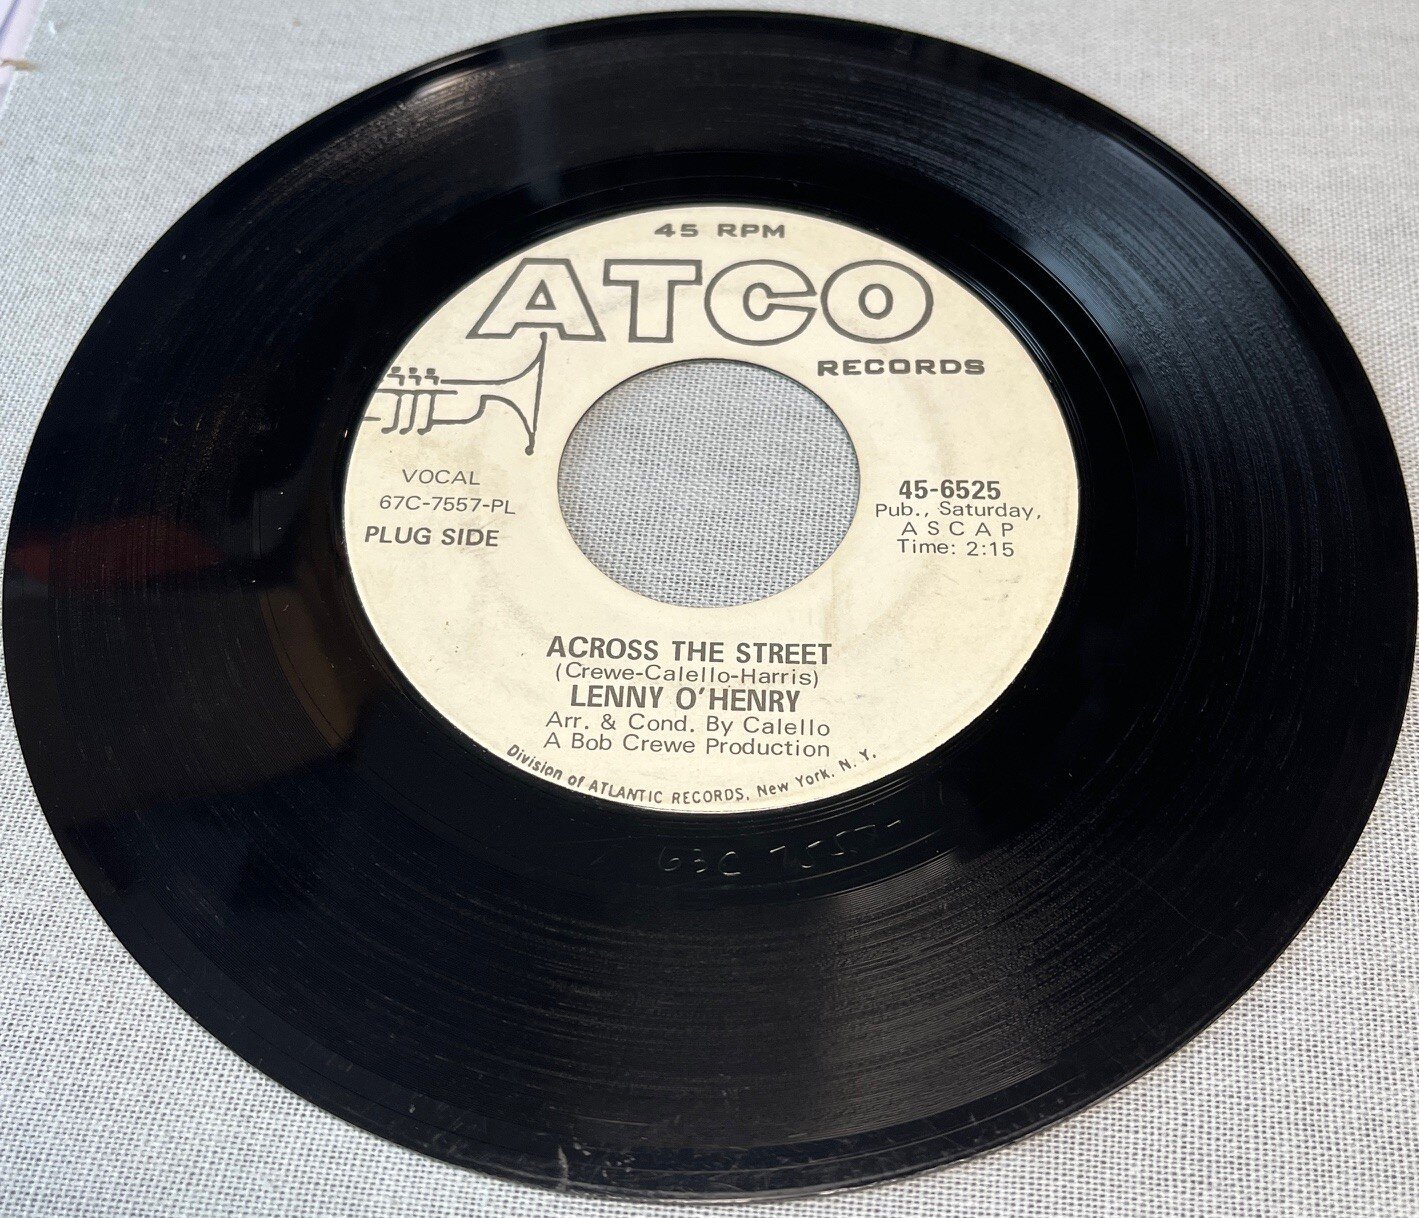 45 RPM
ATCO
RECORDS
VOCAL
67C-7557-PL
PLUG SIDE
45-6525
Pub., Saturday,
ASCAP
Time: 2:15
ACROSS THE STREET
(Crewe-Calello-Harris)
LENNY O'HENRY
Arr. & Cond. By Calello
A Bob Crewe Production
Division of ATLANTIC RECORDS, New York, N. Y.
63C 7557-